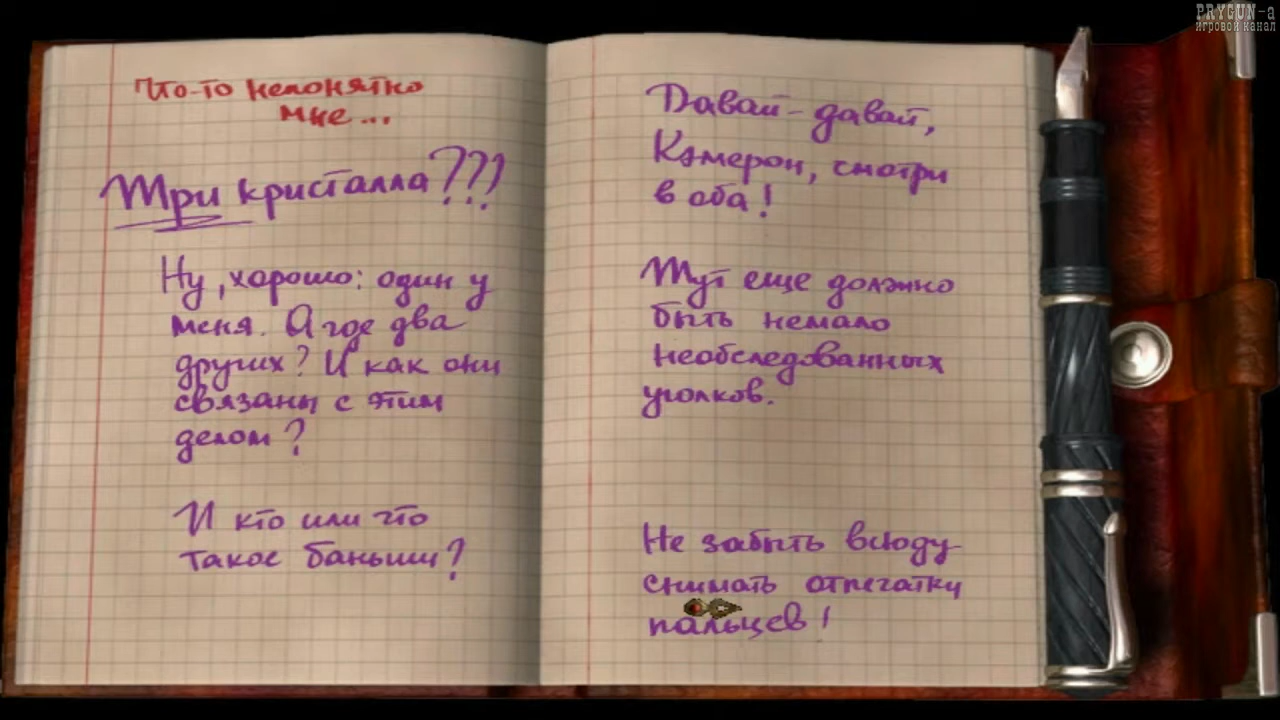 PRYGUN-a
игровой канал
Что-то непонятно
мне...
Три кристалла???
Ну, хорошо: один у
меня. А где два
других? И как они
связаны с этим
делом?
И кто или что
такое баньши?
Давай-давай,
Кэмерон, смотри
в оба!
Тут еще должно
быть немало
необследованных
уголков.
Не забыть всюду
снимать отпечатки
пальцев!